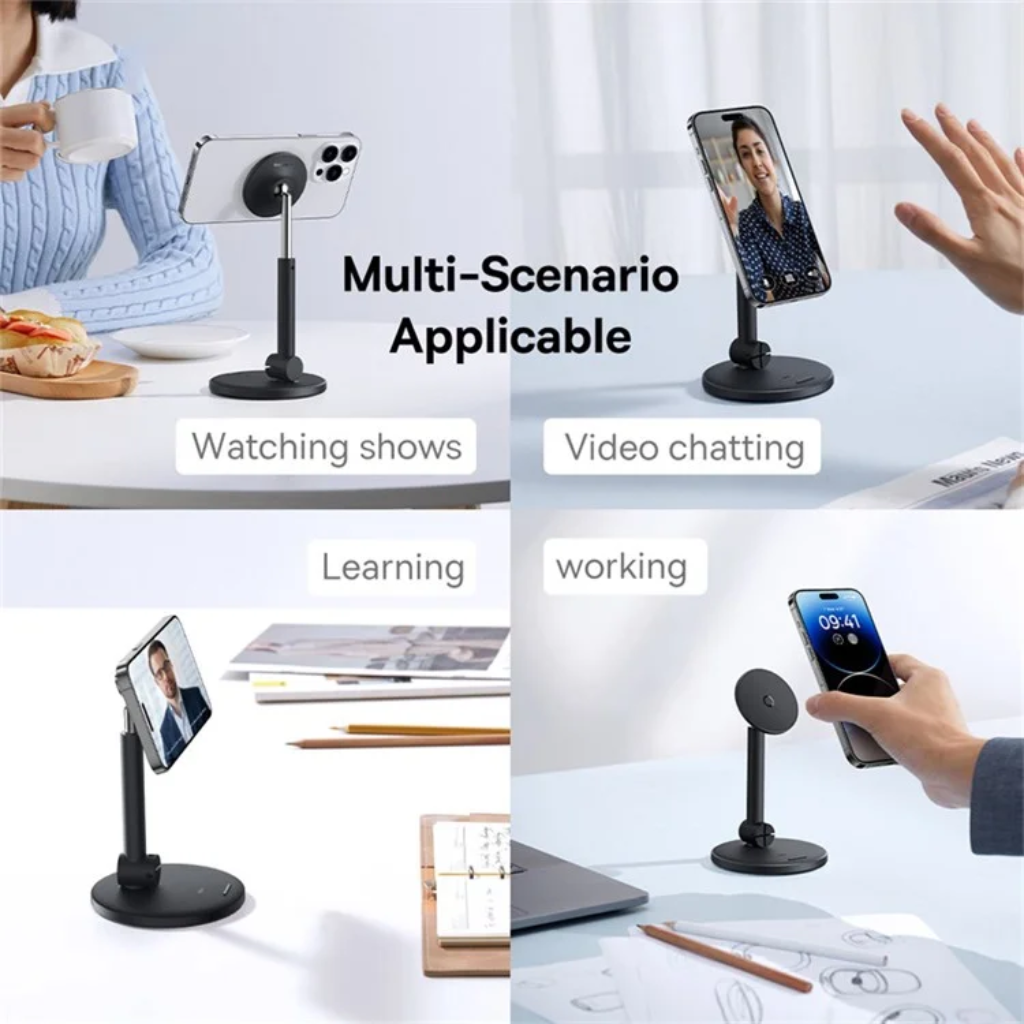 Multi-Scenario
Applicable
Watching shows
Video chatting
Learning
working
09:41